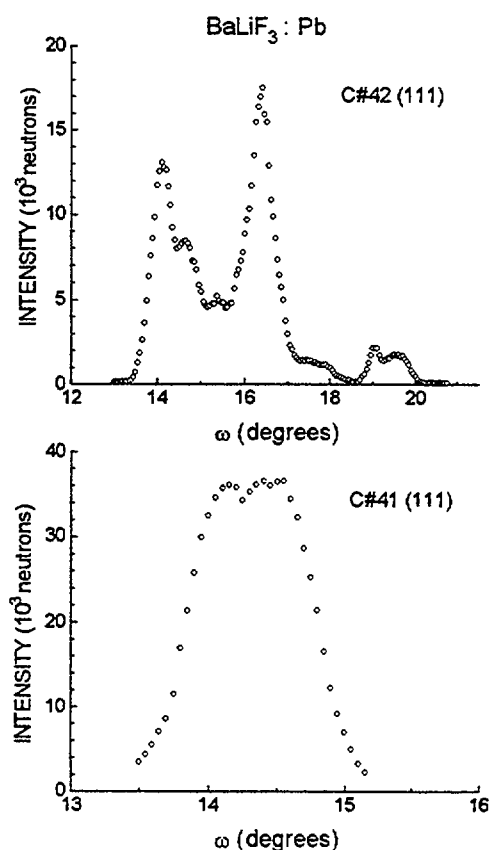 BaLiF₃ : Pb
C#42 (111)
INTENSITY (10³ neutrons)
20
15
10
5
0
12 14 16 18 20
ω (degrees)
C#41 (111)
INTENSITY (10³ neutrons)
40
30
20
10
0
13 14 15 16
ω (degrees)